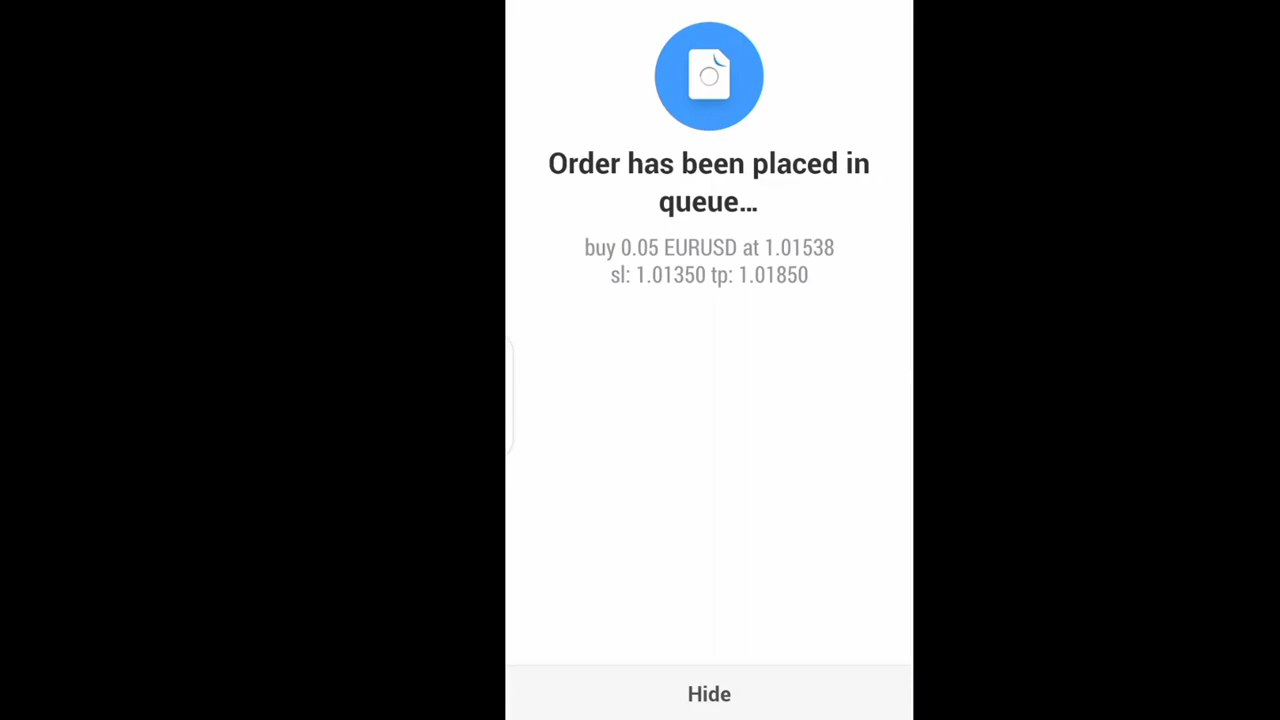 Order has been placed in
queue...
buy 0.05 EURUSD at 1.01538
sl: 1.01350 tp: 1.01850
Hide